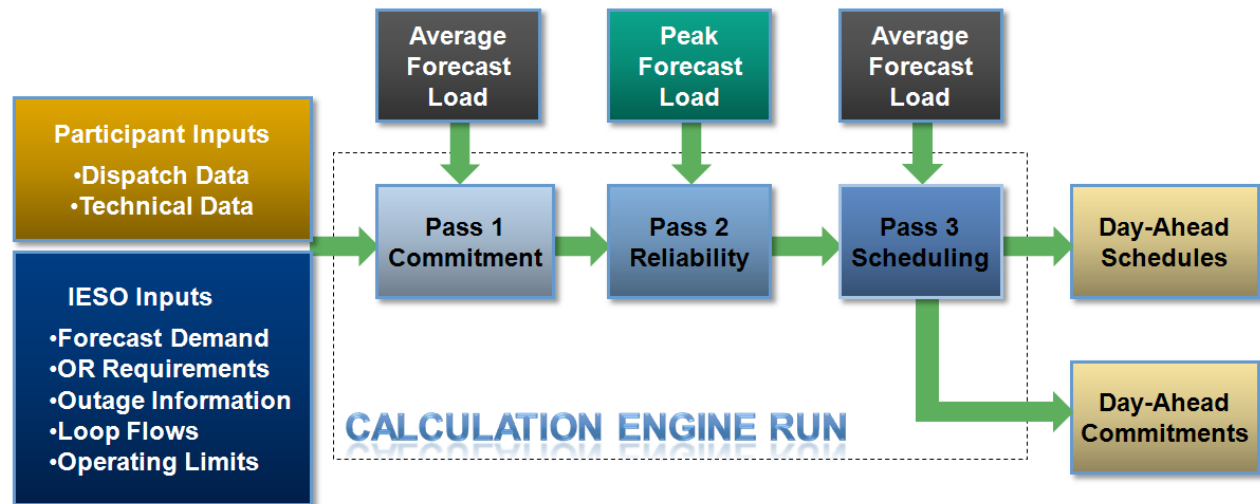 Average
Forecast
Load
Peak
Forecast
Load
Average
Forecast
Load
Participant Inputs
•Dispatch Data
•Technical Data
IESO Inputs
•Forecast Demand
•OR Requirements
•Outage Information
•Loop Flows
•Operating Limits
Pass 1
Commitment
Pass 2
Reliability
Pass 3
Scheduling
Day-Ahead
Schedules
Day-Ahead
Commitments
CALCULATION ENGINE RUN